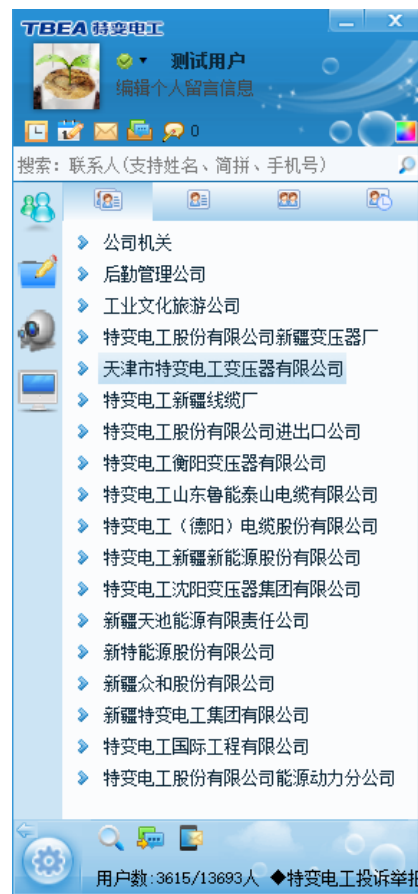 TBEA 特变电工
测试用户
编辑个人留言信息
0
搜索：联系人(支持姓名、简拼、手机号)
公司机关
后勤管理公司
工业文化旅游公司
特变电工股份有限公司新疆变压器厂
天津市特变电工变压器有限公司
特变电工新疆线缆厂
特变电工股份有限公司进出口公司
特变电工衡阳变压器有限公司
特变电工山东鲁能泰山电缆有限公司
特变电工（德阳）电缆股份有限公司
特变电工新疆新能源股份有限公司
特变电工沈阳变压器集团有限公司
新疆天池能源有限责任公司
新特能源股份有限公司
新疆众和股份有限公司
新疆特变电工集团有限公司
特变电工国际工程有限公司
特变电工股份有限公司能源动力分公司
用户数:3615/13693人 ◆特变电工投诉举报